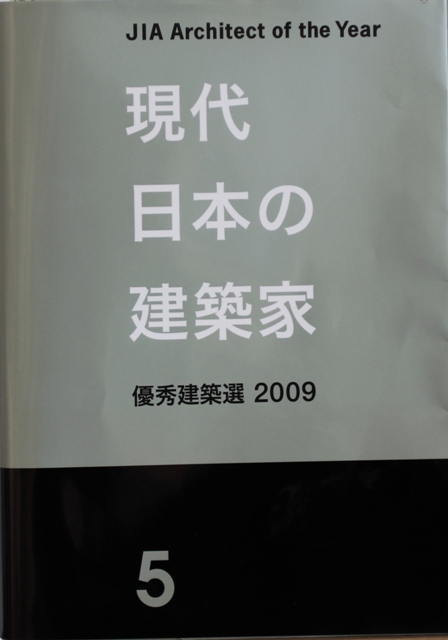 JIA Architect of the Year
現代
日本の
建築家
優秀建築選 2009
5